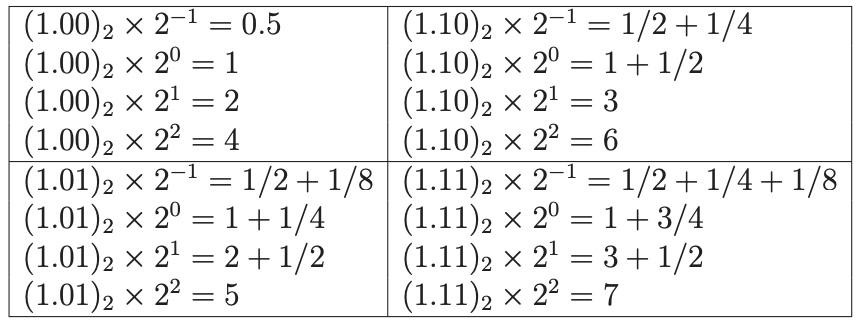 (1.00)₂ × 2⁻¹ = 0.5
(1.00)₂ × 2⁰ = 1
(1.00)₂ × 2¹ = 2
(1.00)₂ × 2² = 4
(1.10)₂ × 2⁻¹ = 1/2 + 1/4
(1.10)₂ × 2⁰ = 1 + 1/2
(1.10)₂ × 2¹ = 3
(1.10)₂ × 2² = 6
(1.01)₂ × 2⁻¹ = 1/2 + 1/8
(1.01)₂ × 2⁰ = 1 + 1/4
(1.01)₂ × 2¹ = 2 + 1/2
(1.01)₂ × 2² = 5
(1.11)₂ × 2⁻¹ = 1/2 + 1/4 + 1/8
(1.11)₂ × 2⁰ = 1 + 3/4
(1.11)₂ × 2¹ = 3 + 1/2
(1.11)₂ × 2² = 7